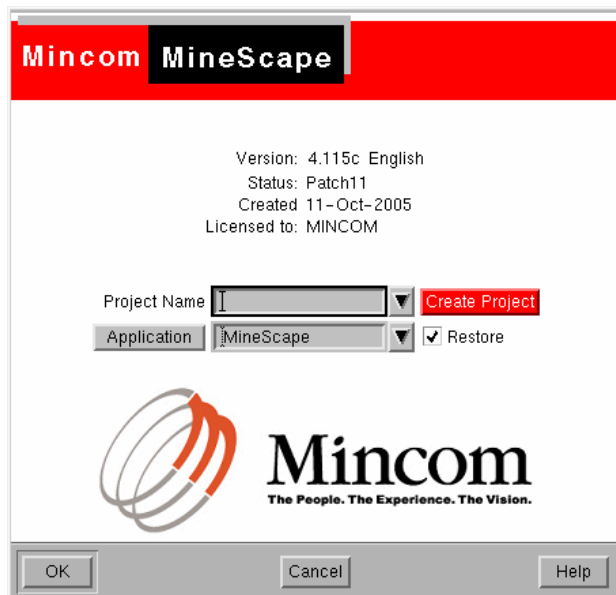 Mincom MineScape
Version: 4.115c English
Status: Patch11
Created 11-Oct-2005
Licensed to: MINCOM
Project Name Create Project
Application MineScape Restore
Mincom
The People. The Experience. The Vision.
OK Cancel Help